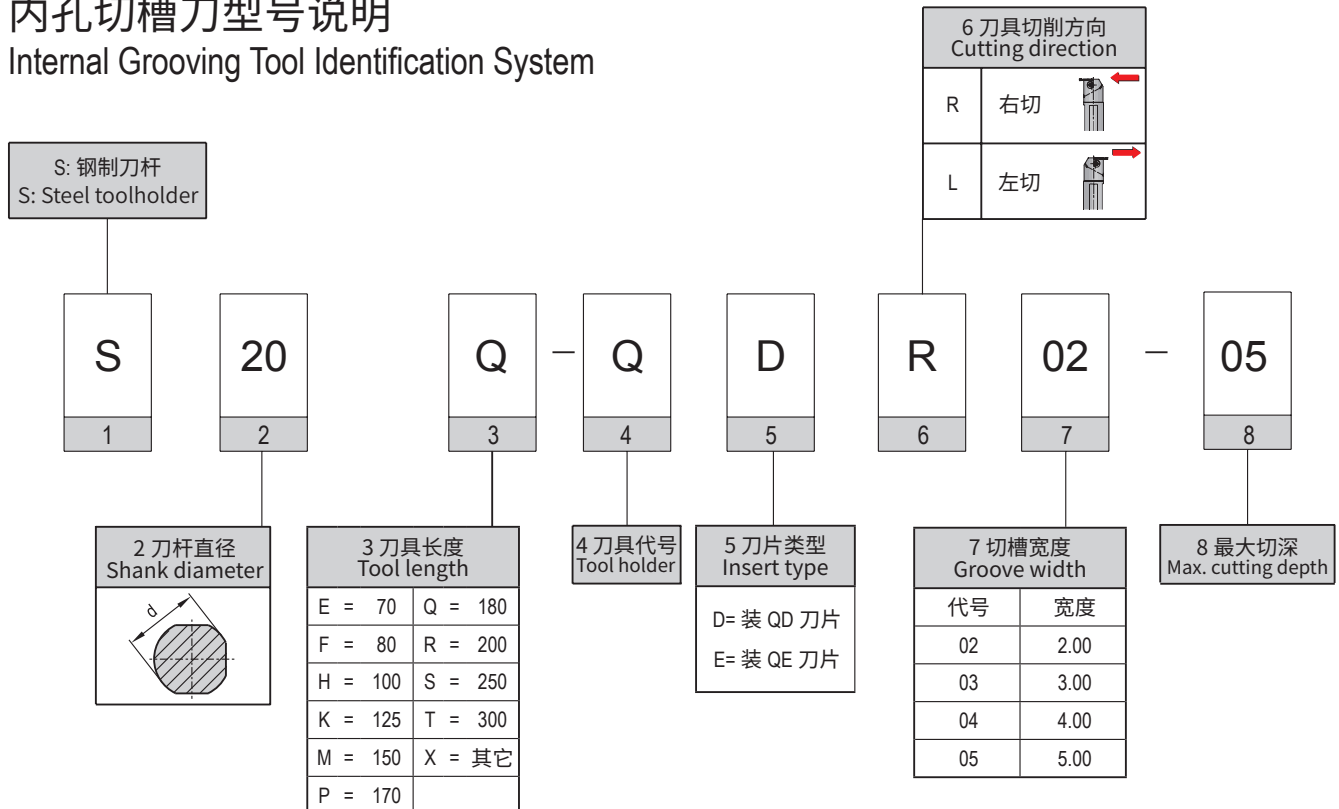 内孔切槽刀型号说明
Internal Grooving Tool Identification System
6 刀具切削方向
Cutting direction
R 右切
L 左切
S: 钢制刀杆
S: Steel toolholder
S 20 Q – Q D R 02 – 05
1 2 3 4 5 6 7 8
2 刀杆直径
Shank diameter
d
3 刀具长度
Tool length
E = 70 Q = 180
F = 80 R = 200
H = 100 S = 250
K = 125 T = 300
M = 150 X = 其它
P = 170
4 刀具代号
Tool holder
5 刀片类型
Insert type
D= 装 QD 刀片
E= 装 QE 刀片
7 切槽宽度
Groove width
代号 宽度
02 2.00
03 3.00
04 4.00
05 5.00
8 最大切深
Max. cutting depth